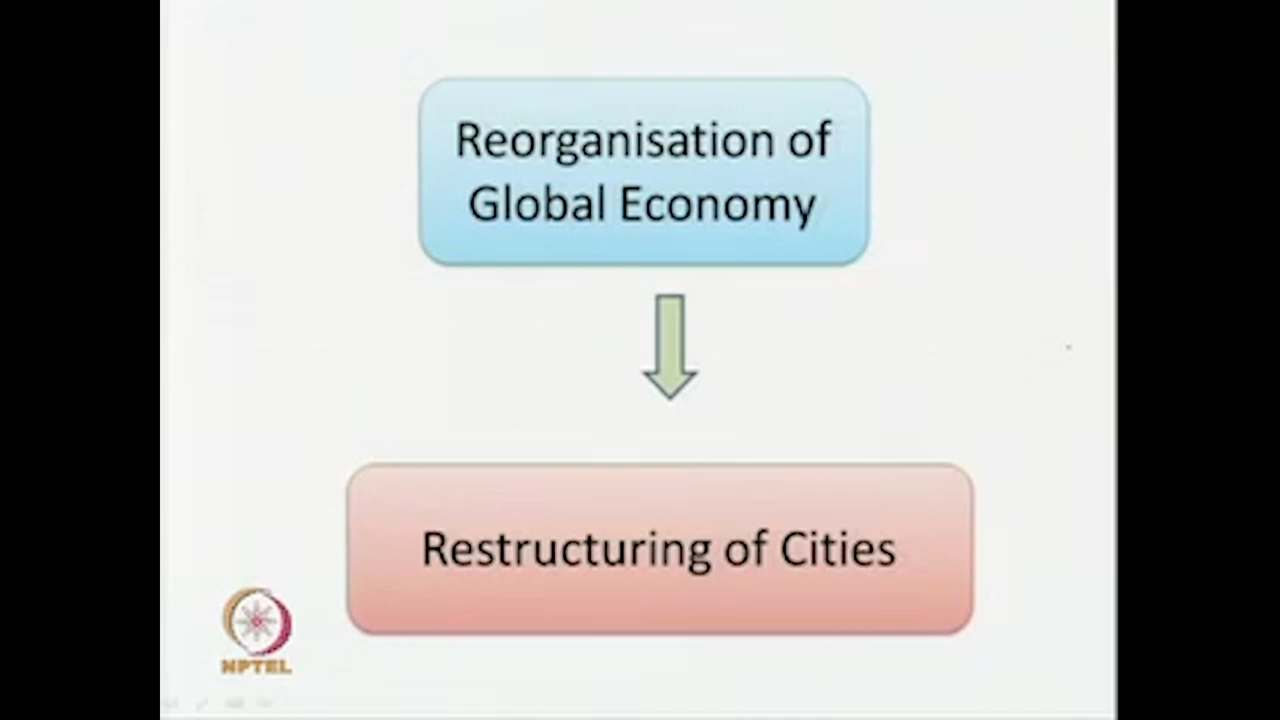 Reorganisation of
Global Economy
Restructuring of Cities
NPTEL